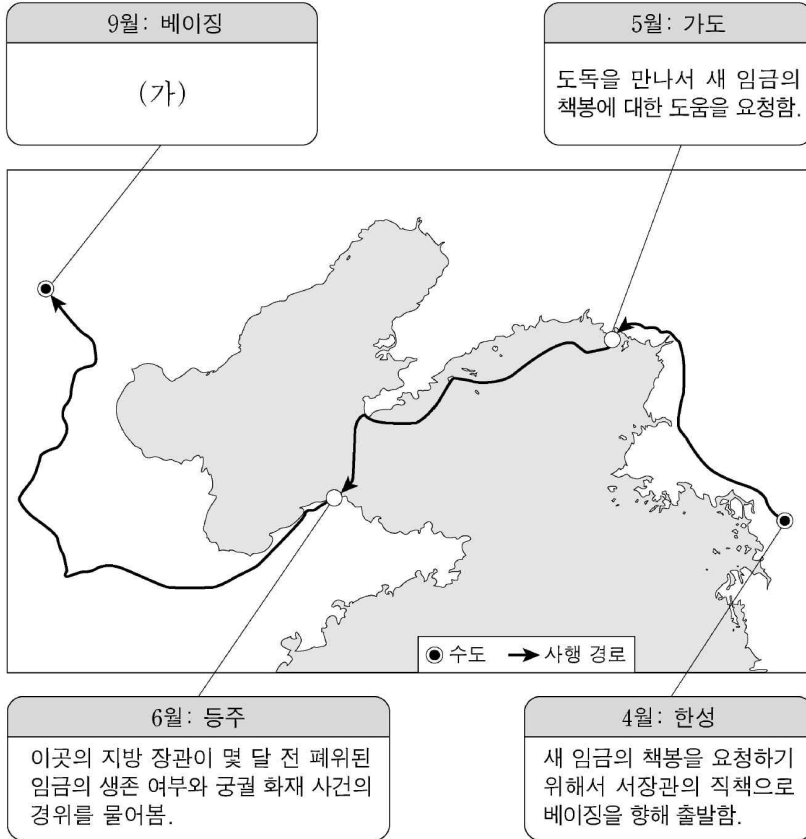 9월: 베이징
(가)
5월: 가도
도독을 만나서 새 임금의
책봉에 대한 도움을 요청함.
수도
사행 경로
6월: 등주
이곳의 지방 장관이 몇 달 전 폐위된
임금의 생존 여부와 궁궐 화재 사건의
경위를 물어봄.
4월: 한성
새 임금의 책봉을 요청하기
위해서 서장관의 직책으로
베이징을 향해 출발함.